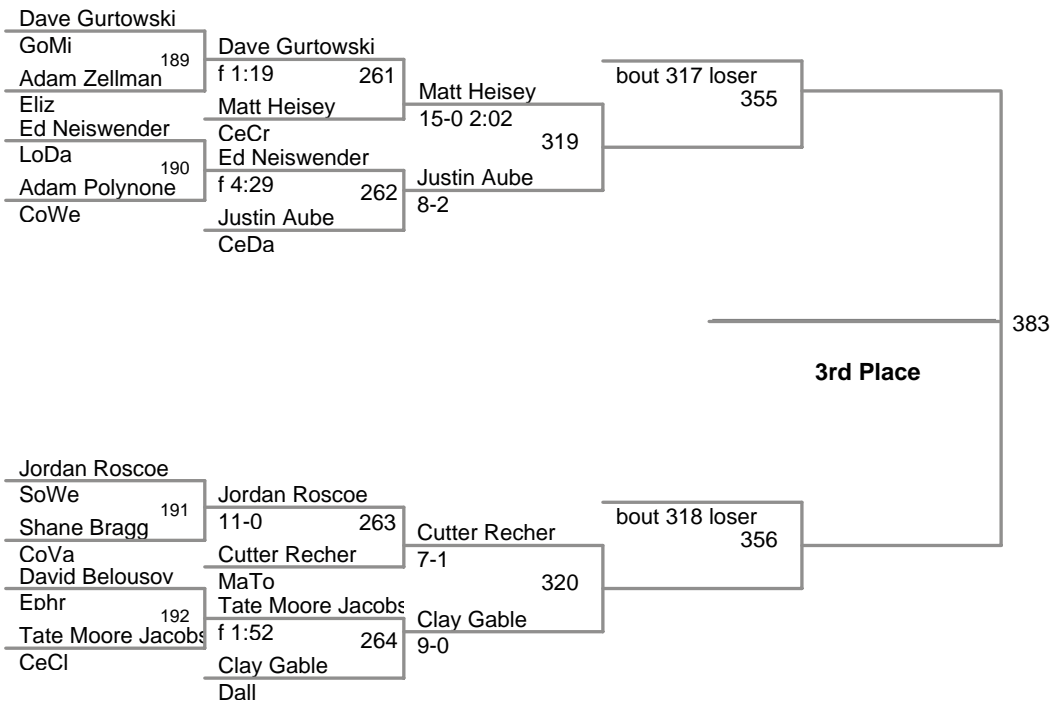 Dave Gurtowski
GoMi
189
Adam Zellman
Eliz
Ed Neiswender
LoDa
190
Adam Polynone
CoWe
Dave Gurtowski
f 1:19
261
Matt Heisey
CeCr
Ed Neiswender
f 4:29
262
Justin Aube
CeDa
Matt Heisey
15-0 2:02
319
Justin Aube
8-2
bout 317 loser
355
383
3rd Place
Jordan Roscoe
SoWe
191
Shane Bragg
CoVa
David Belousov
Ephr
192
Tate Moore Jacobs
CeCl
Jordan Roscoe
11-0
263
Cutter Recher
MaTo
Tate Moore Jacobs
f 1:52
264
Clay Gable
Dall
Cutter Recher
7-1
320
Clay Gable
9-0
bout 318 loser
356